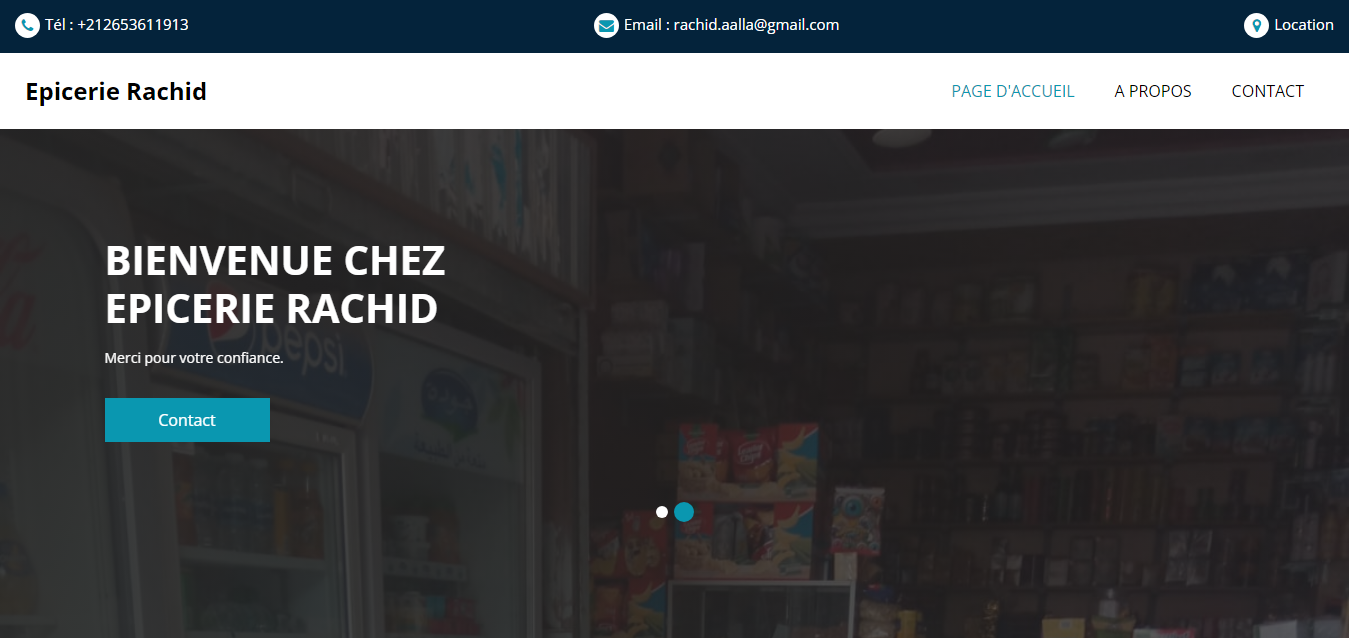 Tél : +212653611913
Email : rachid.aalla@gmail.com
Location
Epicerie Rachid
PAGE D'ACCUEIL
A PROPOS
CONTACT
BIENVENUE CHEZ
EPICERIE RACHID
pepsi
Merci pour votre confiance.
Contact